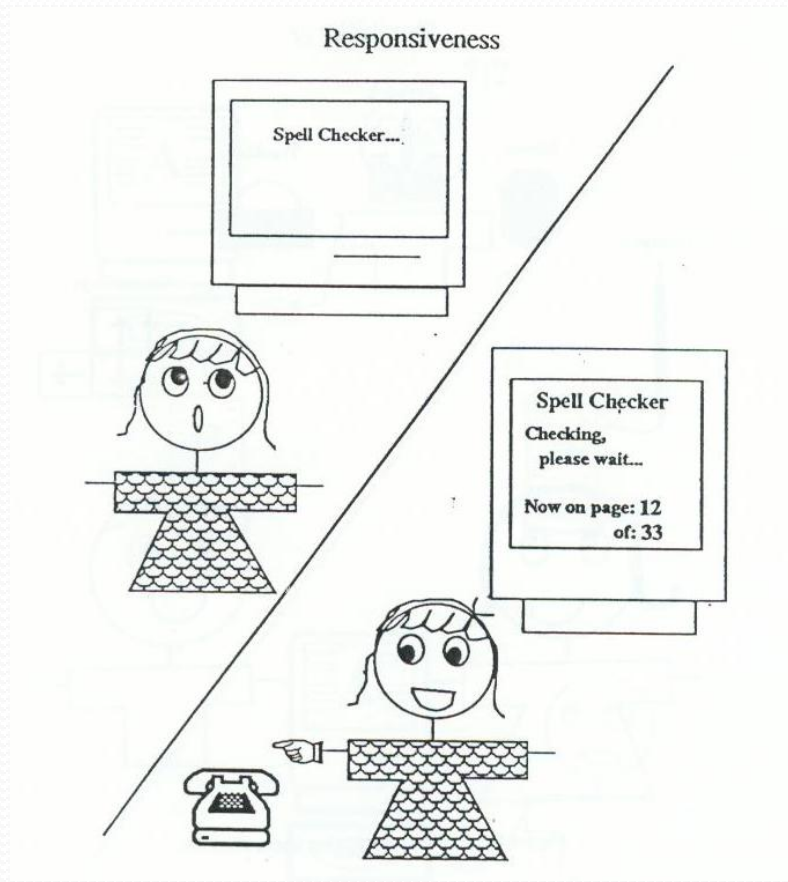 Responsiveness
Spell Checker...
Spell Checker
Checking,
please wait...
Now on page: 12
of: 33